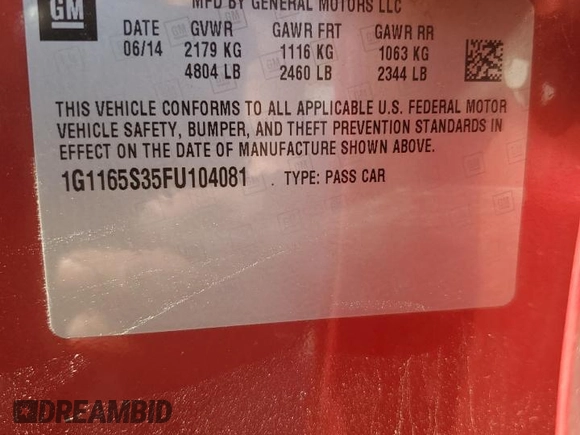 MFD BY GENERAL MOTORS LLC
GM
DATE GVWR GAWR FRT GAWR RR
06/14 2179 KG 1116 KG 1063 KG
4804 LB 2460 LB 2344 LB
THIS VEHICLE CONFORMS TO ALL APPLICABLE U.S. FEDERAL MOTOR
VEHICLE SAFETY, BUMPER, AND THEFT PREVENTION STANDARDS IN
EFFECT ON THE DATE OF MANUFACTURE SHOWN ABOVE.
1G1165S35FU104081 TYPE: PASS CAR
DREAMBID